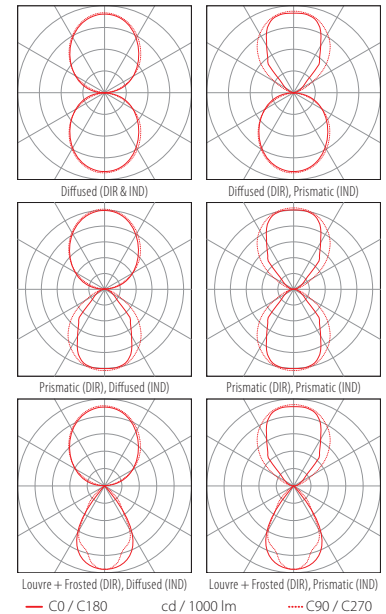 Diffused (DIR & IND)
Diffused (DIR), Prismatic (IND)
Prismatic (DIR), Diffused (IND)
Prismatic (DIR), Prismatic (IND)
Louvre + Frosted (DIR), Diffused (IND)
Louvre + Frosted (DIR), Prismatic (IND)
C0 / C180 cd / 1000 lm C90 / C270